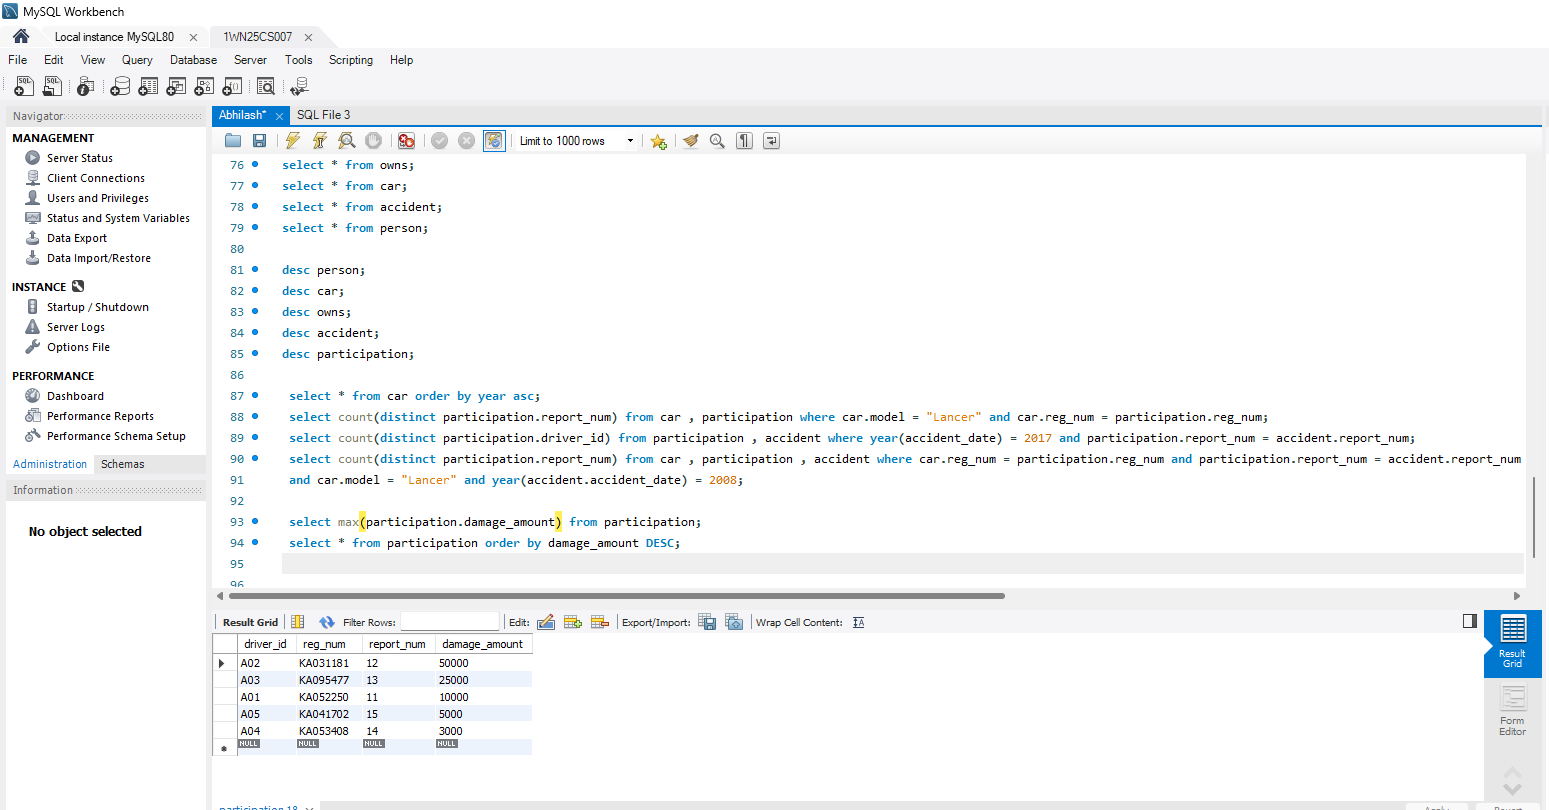 MySQL Workbench
Local instance MySQL80 ×
1WN25CS007 ×
File Edit View Query Database Server Tools Scripting Help
Navigator
MANAGEMENT
Server Status
Client Connections
Users and Privileges
Status and System Variables
Data Export
Data Import/Restore
INSTANCE
Startup / Shutdown
Server Logs
Options File
PERFORMANCE
Dashboard
Performance Reports
Performance Schema Setup
Administration Schemas
Information
No object selected
Abhilash* × SQL File 3
Limit to 1000 rows
76 select * from owns;
77 select * from car;
78 select * from accident;
79 select * from person;
80
81 desc person;
82 desc car;
83 desc owns;
84 desc accident;
85 desc participation;
86
87 select * from car order by year asc;
88 select count(distinct participation.report_num) from car , participation where car.model = "Lancer" and car.reg_num = participation.reg_num;
89 select count(distinct participation.driver_id) from participation , accident where year(accident_date) = 2017 and participation.report_num = accident.report_num;
90 select count(distinct participation.report_num) from car , participation , accident where car.reg_num = participation.reg_num and participation.report_num = accident.report_num
91 and car.model = "Lancer" and year(accident.accident_date) = 2008;
92
93 select max(participation.damage_amount) from participation;
94 select * from participation order by damage_amount DESC;
95
96
Result Grid Filter Rows: Edit: Export/Import: Wrap Cell Content:
driver_id reg_num report_num damage_amount
A02 KA031181 12 50000
A03 KA095477 13 25000
A01 KA052250 11 10000
A05 KA041702 15 5000
A04 KA053408 14 3000
NULL NULL NULL NULL
Result
Grid
Form
Editor
participation 18 ×
Apply Revert